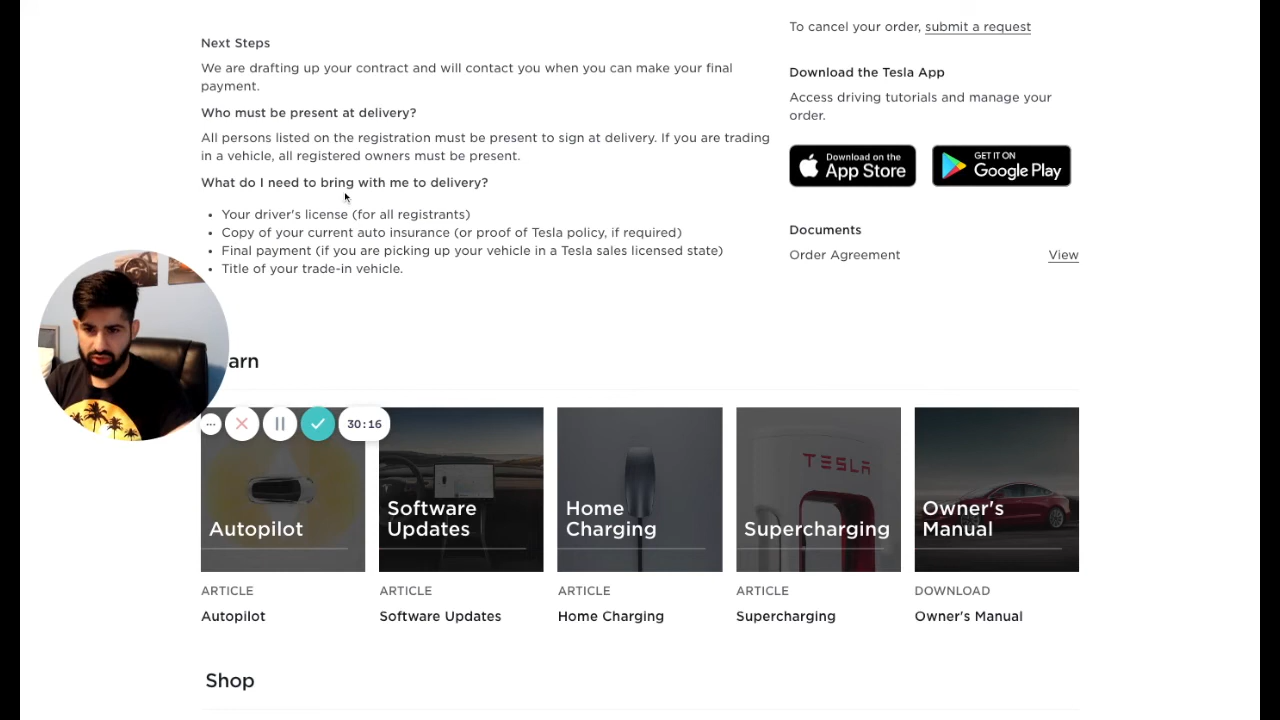 To cancel your order, submit a request
Next Steps
We are drafting up your contract and will contact you when you can make your final
payment.
Who must be present at delivery?
All persons listed on the registration must be present to sign at delivery. If you are trading
in a vehicle, all registered owners must be present.
What do I need to bring with me to delivery?
• Your driver's license (for all registrants)
• Copy of your current auto insurance (or proof of Tesla policy, if required)
• Final payment (if you are picking up your vehicle in a Tesla sales licensed state)
• Title of your trade-in vehicle.
Download the Tesla App
Access driving tutorials and manage your
order.
Download on the
App Store
GET IT ON
Google Play
Documents
Order Agreement View
arn
30:16
Autopilot
Software
Updates
Home
Charging
TESLA
Supercharging
Owner's
Manual
ARTICLE
Autopilot
ARTICLE
Software Updates
ARTICLE
Home Charging
ARTICLE
Supercharging
DOWNLOAD
Owner's Manual
Shop